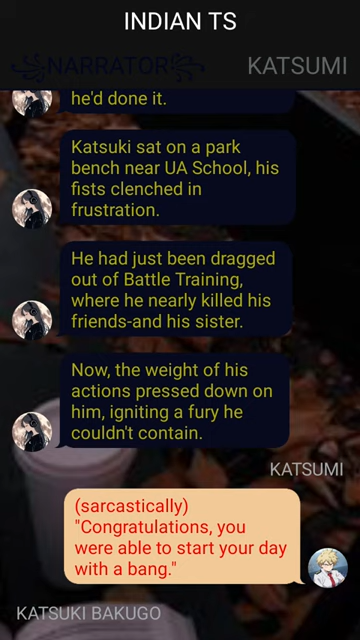 INDIAN TS
꧁NARRATOR꧂
KATSUMI
he'd done it.
Katsuki sat on a park
bench near UA School, his
fists clenched in
frustration.
He had just been dragged
out of Battle Training,
where he nearly killed his
friends-and his sister.
Now, the weight of his
actions pressed down on
him, igniting a fury he
couldn't contain.
KATSUMI
(sarcastically)
"Congratulations, you
were able to start your day
with a bang."
KATSUKI BAKUGO